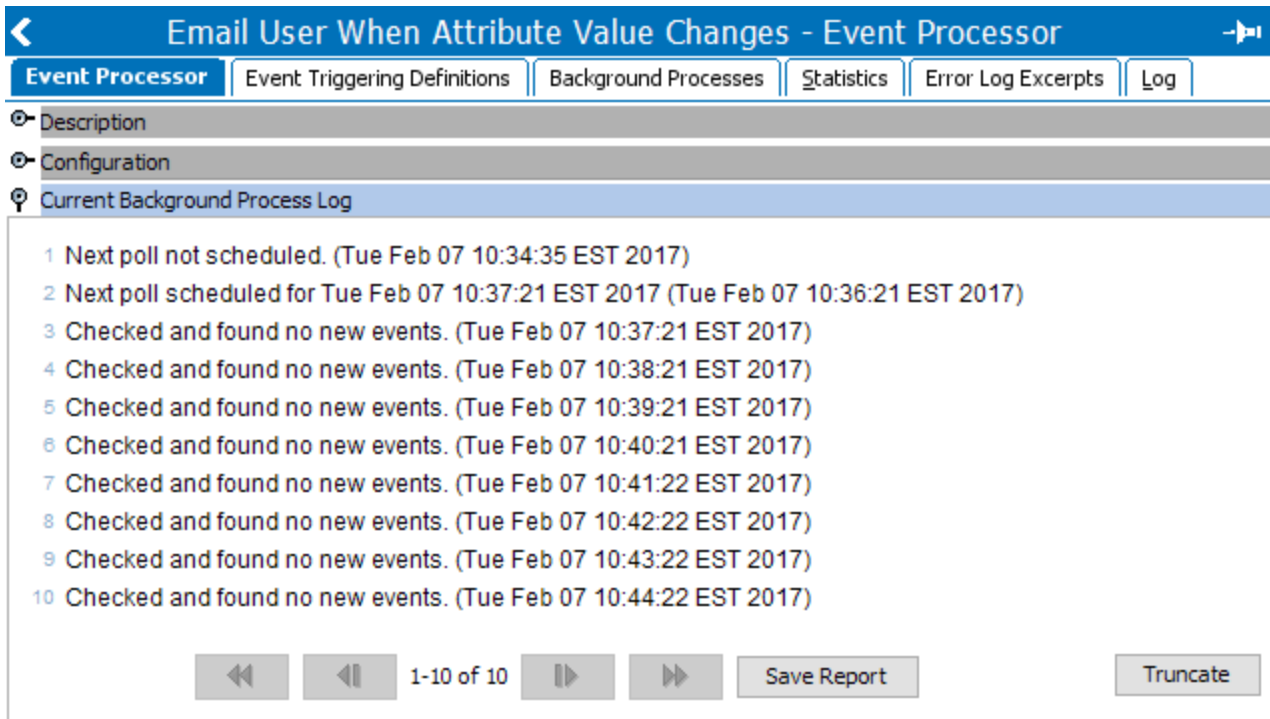 Email User When Attribute Value Changes - Event Processor
Event Processor Event Triggering Definitions Background Processes Statistics Error Log Excerpts Log
Description
Configuration
Current Background Process Log
1 Next poll not scheduled. (Tue Feb 07 10:34:35 EST 2017)
2 Next poll scheduled for Tue Feb 07 10:37:21 EST 2017 (Tue Feb 07 10:36:21 EST 2017)
3 Checked and found no new events. (Tue Feb 07 10:37:21 EST 2017)
4 Checked and found no new events. (Tue Feb 07 10:38:21 EST 2017)
5 Checked and found no new events. (Tue Feb 07 10:39:21 EST 2017)
6 Checked and found no new events. (Tue Feb 07 10:40:21 EST 2017)
7 Checked and found no new events. (Tue Feb 07 10:41:22 EST 2017)
8 Checked and found no new events. (Tue Feb 07 10:42:22 EST 2017)
9 Checked and found no new events. (Tue Feb 07 10:43:22 EST 2017)
10 Checked and found no new events. (Tue Feb 07 10:44:22 EST 2017)
1-10 of 10 Save Report Truncate